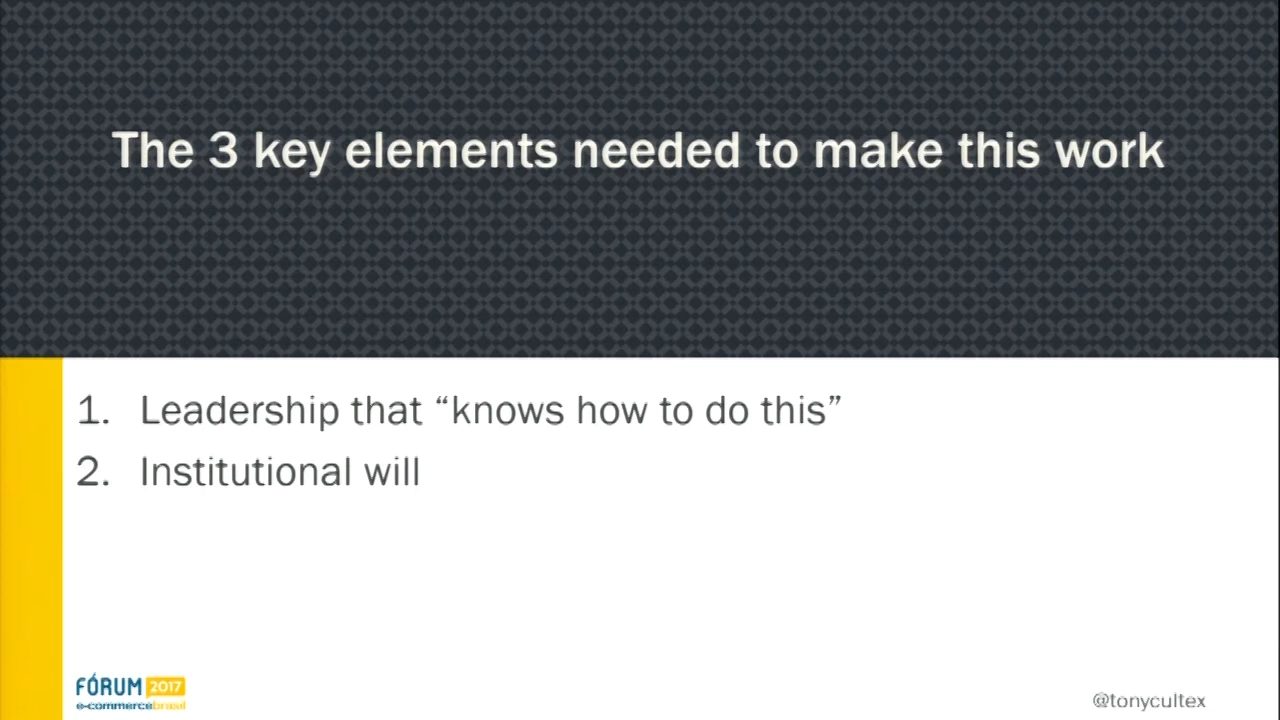 The 3 key elements needed to make this work
1. Leadership that “knows how to do this”
2. Institutional will
FÓRUM 2017
e-commercebrasil
@tonycultex